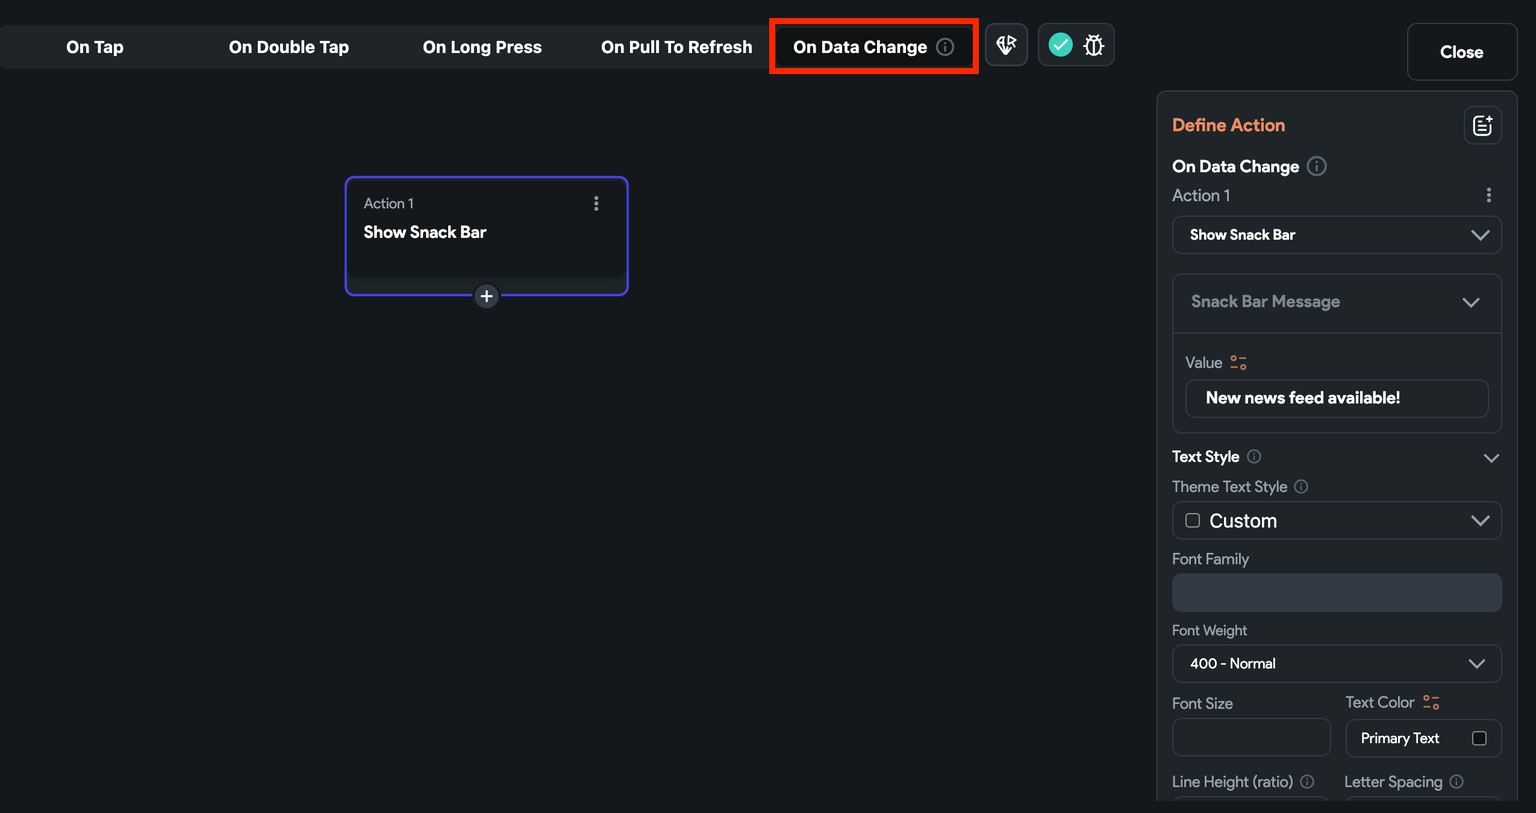 On Tap
On Double Tap
On Long Press
On Pull To Refresh
On Data Change
Close
Action 1
Show Snack Bar
Define Action
On Data Change
Action 1
Show Snack Bar
Snack Bar Message
Value
New news feed available!
Text Style
Theme Text Style
Custom
Font Family
Font Weight
400 - Normal
Font Size
Text Color
Primary Text
Line Height (ratio)
Letter Spacing